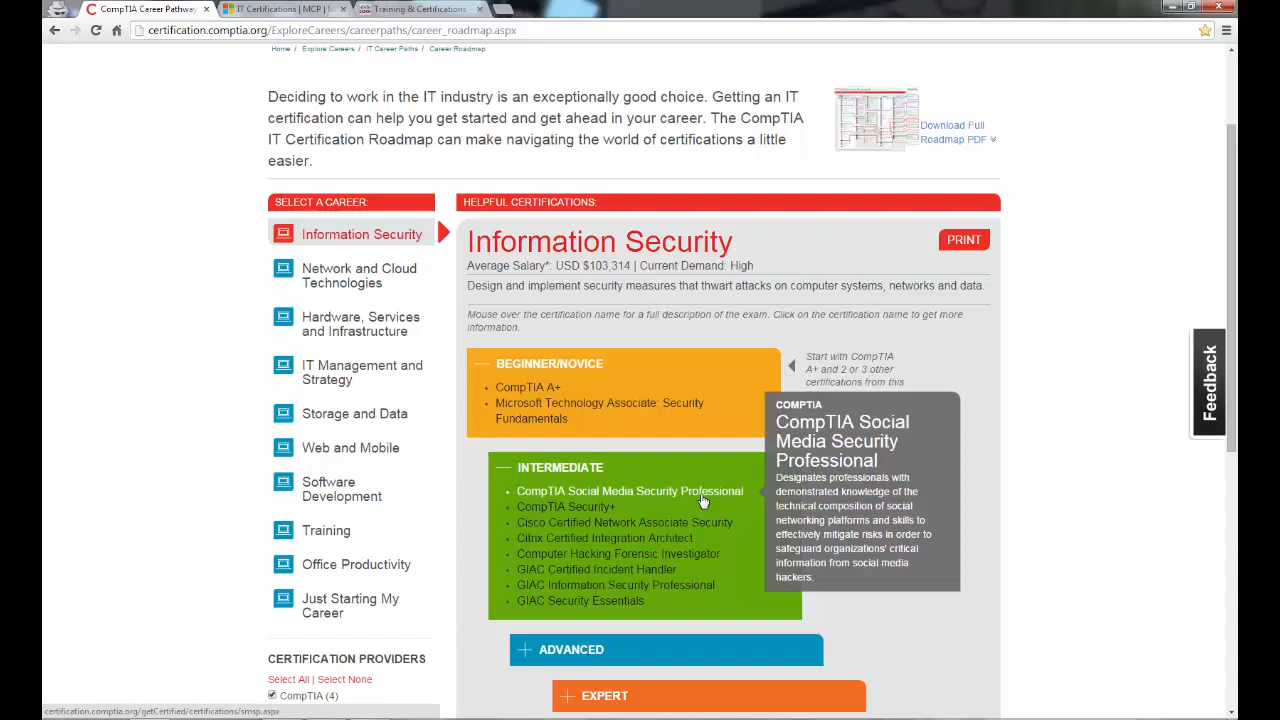 CompTIA Career Pathway
IT Certifications | MCP | M
Training & Certifications
certification.comptia.org/ExploreCareers/careerpaths/career_roadmap.aspx
Home / Explore Careers / IT Career Paths / Career Roadmap
Deciding to work in the IT industry is an exceptionally good choice. Getting an IT
certification can help you get started and get ahead in your career. The CompTIA
IT Certification Roadmap can make navigating the world of certifications a little
easier.
Download Full
Roadmap PDF
SELECT A CAREER:
Information Security
Network and Cloud
Technologies
Hardware, Services
and Infrastructure
IT Management and
Strategy
Storage and Data
Web and Mobile
Software
Development
Training
Office Productivity
Just Starting My
Career
CERTIFICATION PROVIDERS
Select All | Select None
CompTIA (4)
HELPFUL CERTIFICATIONS:
Information Security
PRINT
Average Salary*: USD $103,314 | Current Demand: High
Design and implement security measures that thwart attacks on computer systems, networks and data.
Mouse over the certification name for a full description of the exam. Click on the certification name to get more
information.
BEGINNER/NOVICE
• CompTIA A+
• Microsoft Technology Associate: Security
Fundamentals
Start with CompTIA
A+ and 2 or 3 other
certifications from this
INTERMEDIATE
• CompTIA Social Media Security Professional
• CompTIA Security+
• Cisco Certified Network Associate Security
• Citrix Certified Integration Architect
• Computer Hacking Forensic Investigator
• GIAC Certified Incident Handler
• GIAC Information Security Professional
• GIAC Security Essentials
COMPTIA
CompTIA Social
Media Security
Professional
Designates professionals with
demonstrated knowledge of the
technical composition of social
networking platforms and skills to
effectively mitigate risks in order to
safeguard organizations' critical
information from social media
hackers.
ADVANCED
EXPERT
Feedback
certification.comptia.org/getCertified/certifications/smsp.aspx